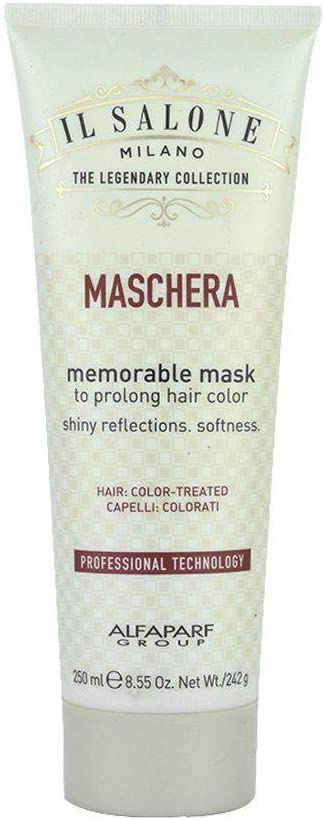 IL SALONE
MILANO
THE LEGENDARY COLLECTION
MASCHERA
memorable mask
to prolong hair color
shiny reflections. softness.
HAIR: COLOR-TREATED
CAPELLI: COLORATI
PROFESSIONAL TECHNOLOGY
ALFAPARF
GROUP
250 ml ℮ 8.55 Oz. Net Wt./242 g